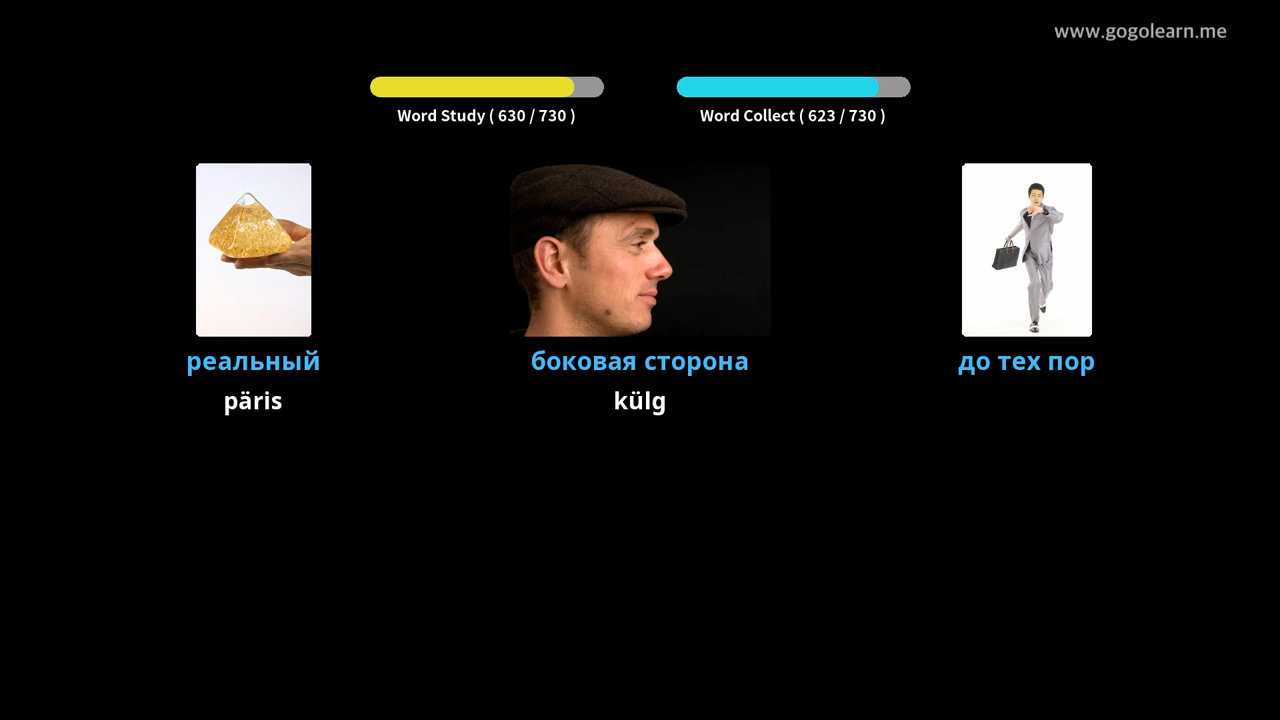 www.gogolearn.me
Word Study ( 630 / 730 )
Word Collect ( 623 / 730 )
реальный
боковая сторона
до тех пор
päris
külg